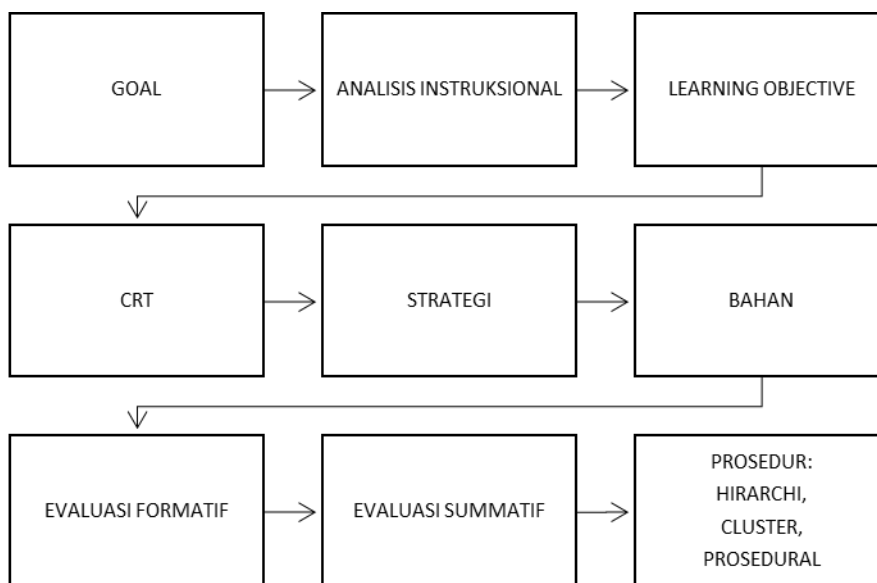 GOAL
ANALISIS INSTRUKSIONAL
LEARNING OBJECTIVE
CRT
STRATEGI
BAHAN
EVALUASI FORMATIF
EVALUASI SUMMATIF
PROSEDUR:
HIRARCHI,
CLUSTER,
PROSEDURAL